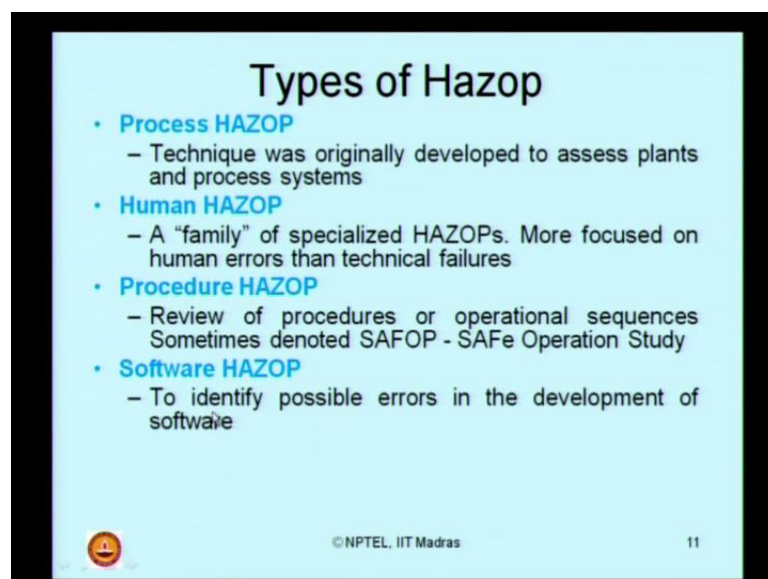 Types of Hazop
• Process HAZOP
– Technique was originally developed to assess plants
and process systems
• Human HAZOP
– A “family” of specialized HAZOPs. More focused on
human errors than technical failures
• Procedure HAZOP
– Review of procedures or operational sequences
Sometimes denoted SAFOP - SAFe Operation Study
• Software HAZOP
– To identify possible errors in the development of
software
©NPTEL, IIT Madras
11